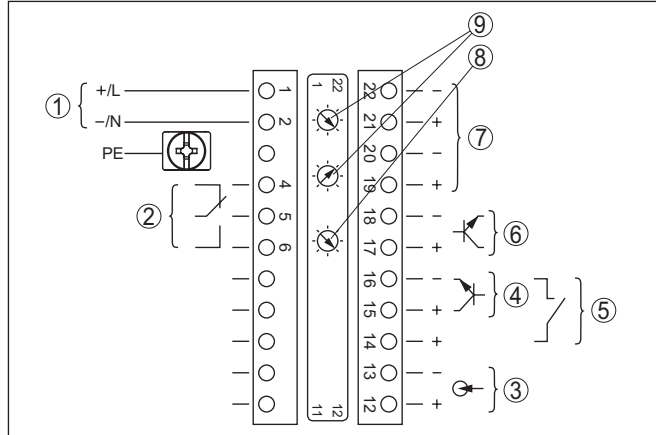 ⑨
⑧
1 22
① +/L 1 22 −
−/N 2 21 + ⑦
PE 20 −
4 19 +
② 5 18 − ⑥
6 17 +
16 − ④
15 + ⑤
14 +
13 − ③
11 12 12 +